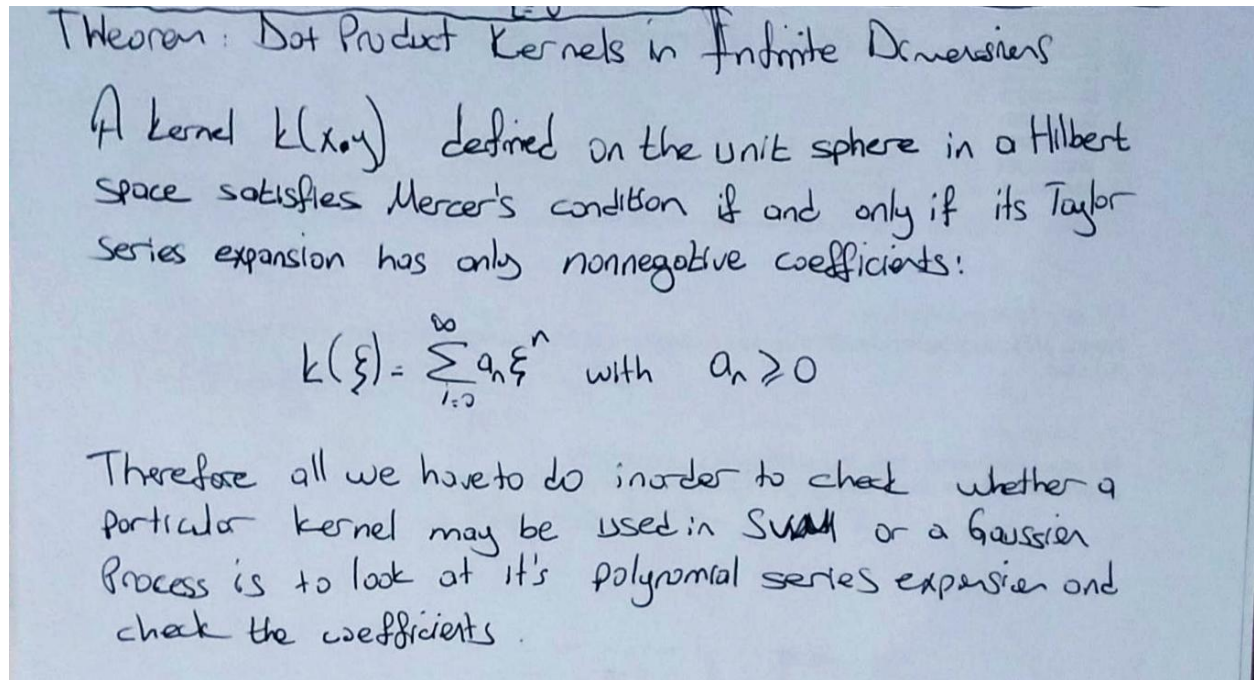 Theorem: Dot Product Kernels in Infinite Dimensions
A kernel k(x.y) defined on the unit sphere in a Hilbert
space satisfies Mercer's condition if and only if its Taylor
series expansion has only nonnegative coefficients:
k(ξ) = ∑_{i=0}^{∞} aₙξⁿ with aₙ ⩾ 0
Therefore all we have to do inorder to check whether a
particular kernel may be used in or a Gaussian
Process is to look at it's polynomial series expansion and
check the coefficients.